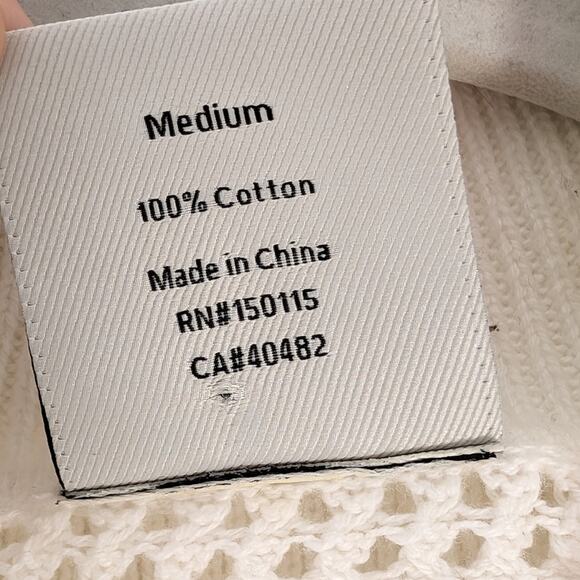 Medium
100% Cotton
Made in China
RN#150115
CA#40482